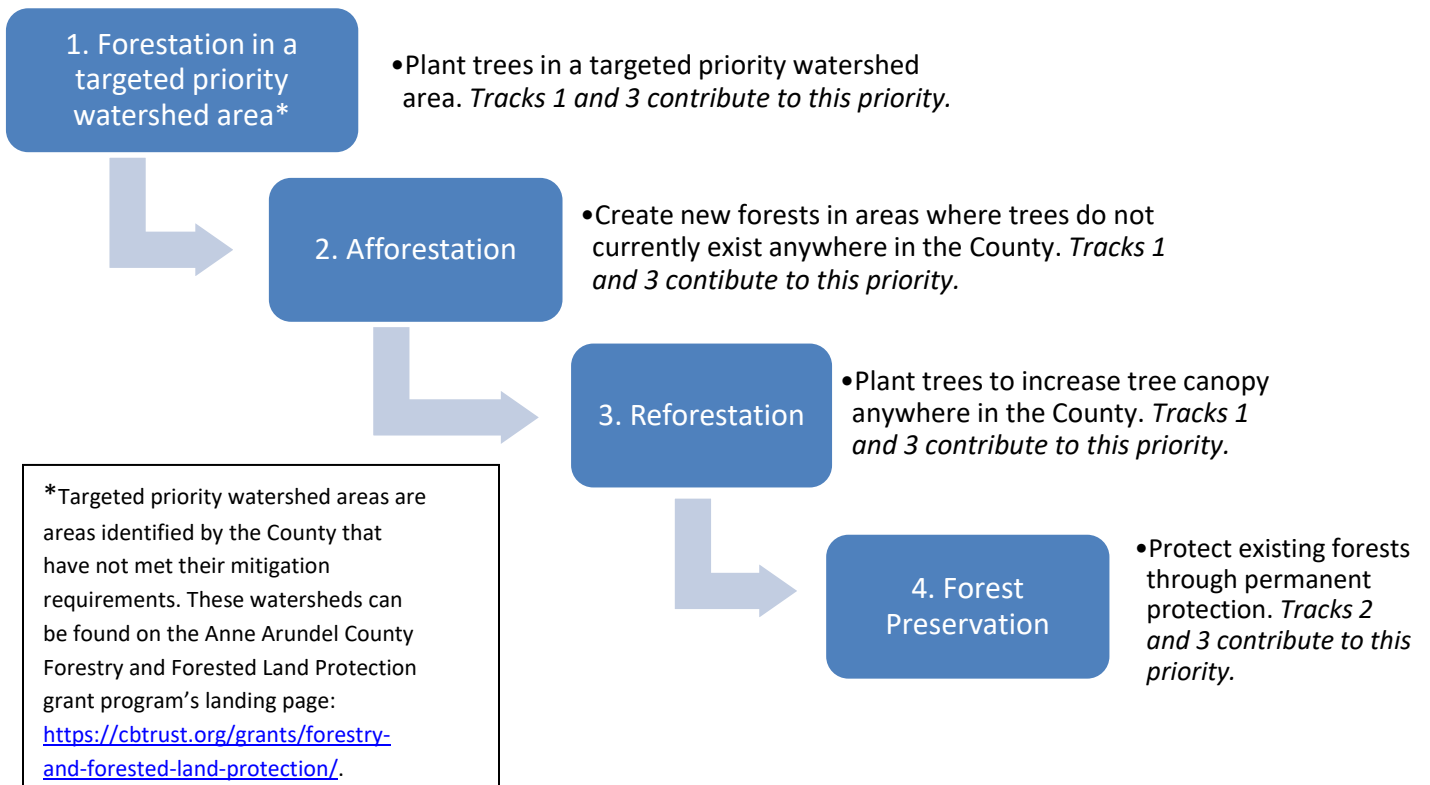 1. Forestation in a
targeted priority
watershed area*
•Plant trees in a targeted priority watershed
area. Tracks 1 and 3 contribute to this priority.
2. Afforestation
•Create new forests in areas where trees do not
currently exist anywhere in the County. Tracks 1
and 3 contibute to this priority.
3. Reforestation
•Plant trees to increase tree canopy
anywhere in the County. Tracks 1
and 3 contribute to this priority.
4. Forest
Preservation
•Protect existing forests
through permanent
protection. Tracks 2
and 3 contribute to this
priority.
*Targeted priority watershed areas are
areas identified by the County that
have not met their mitigation
requirements. These watersheds can
be found on the Anne Arundel County
Forestry and Forested Land Protection
grant program’s landing page:
https://cbtrust.org/grants/forestry-
and-forested-land-protection/.